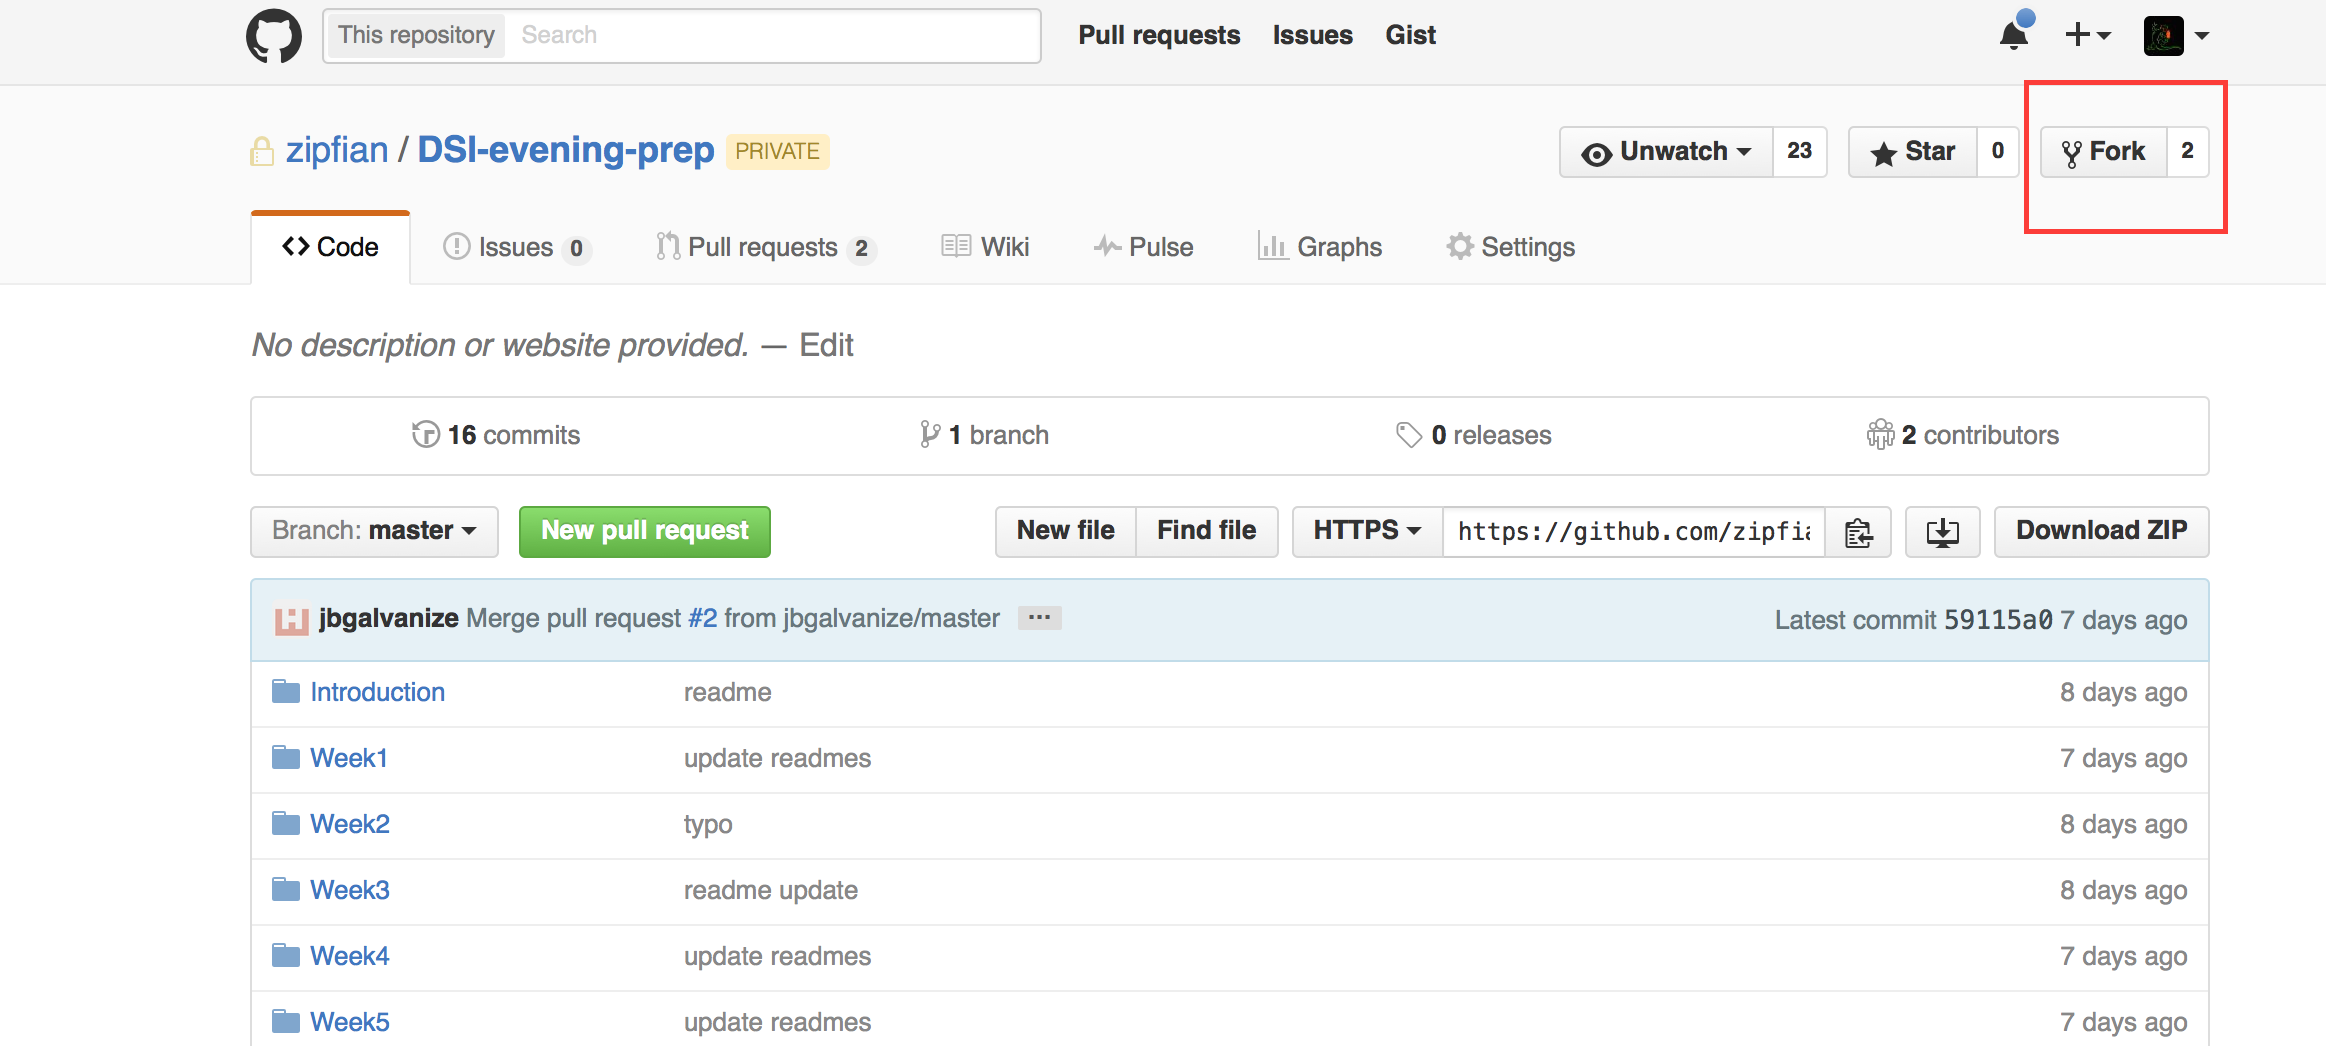 This repository Search Pull requests Issues Gist
zipfian / DSI-evening-prep PRIVATE Unwatch 23 Star 0 Fork 2
Code Issues 0 Pull requests 2 Wiki Pulse Graphs Settings
No description or website provided. — Edit
16 commits 1 branch 0 releases 2 contributors
Branch: master New pull request New file Find file HTTPS https://github.com/zipfia Download ZIP
jbgalvanize Merge pull request #2 from jbgalvanize/master ... Latest commit 59115a0 7 days ago
Introduction readme 8 days ago
Week1 update readmes 7 days ago
Week2 typo 8 days ago
Week3 readme update 8 days ago
Week4 update readmes 7 days ago
Week5 update readmes 7 days ago